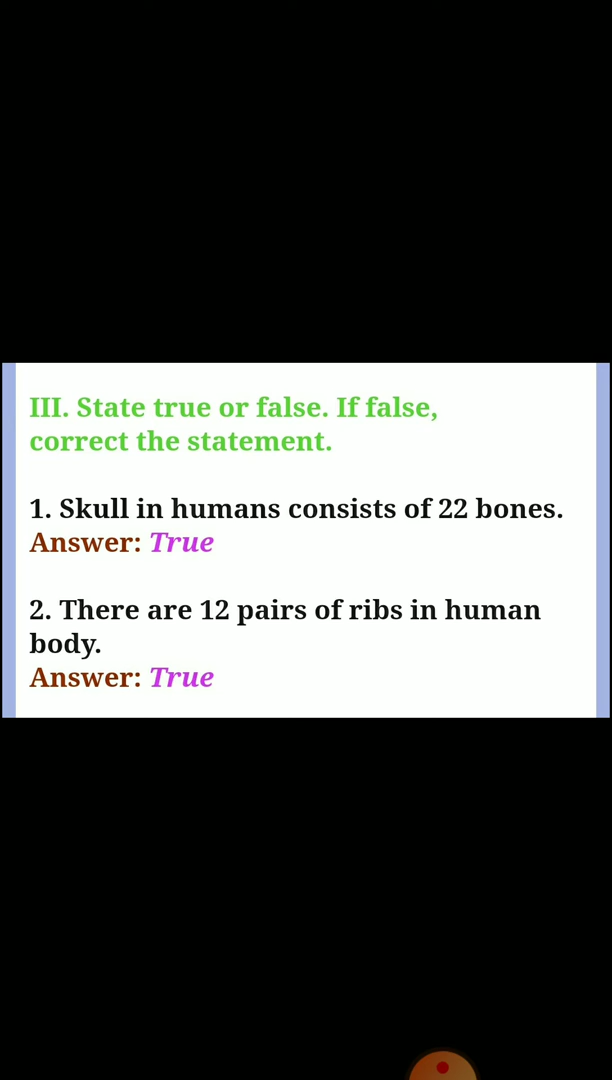 III. State true or false. If false,
correct the statement.
1. Skull in humans consists of 22 bones.
Answer: True
2. There are 12 pairs of ribs in human
body.
Answer: True